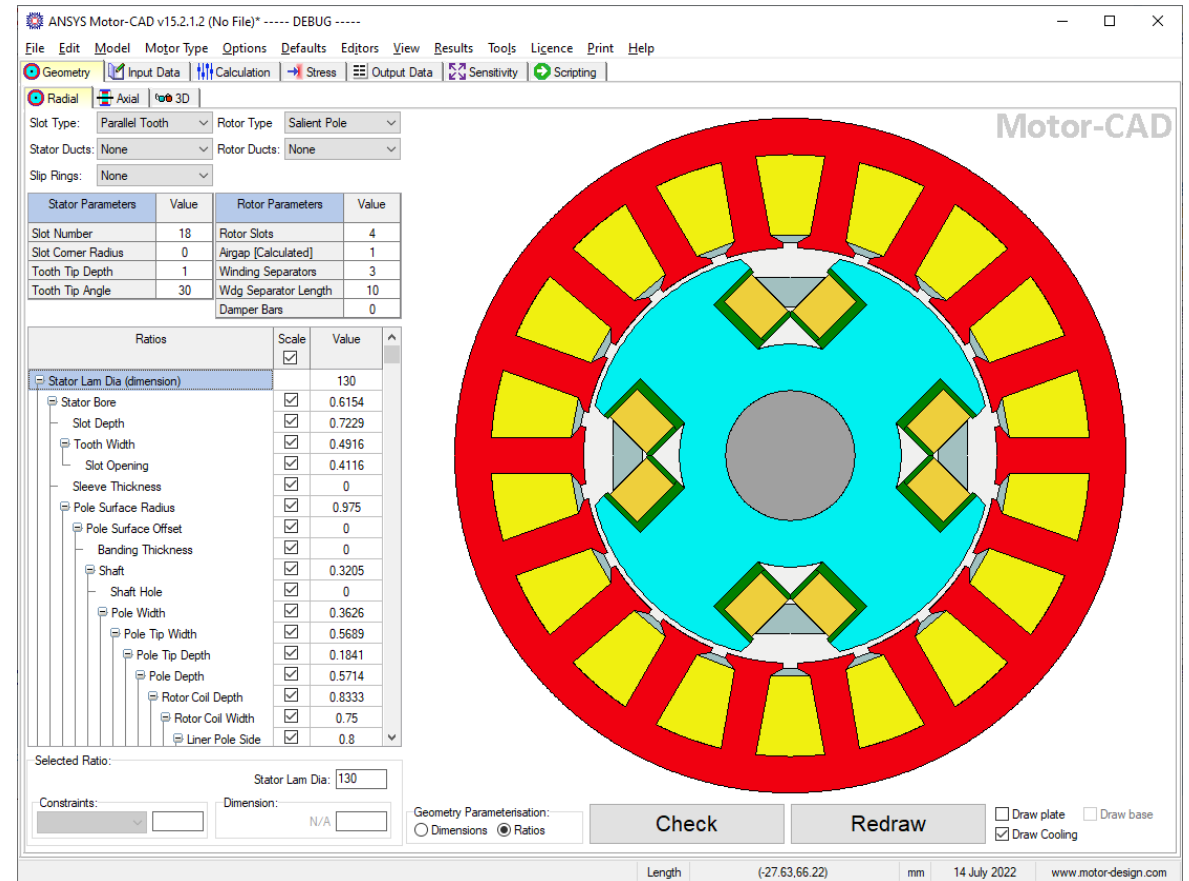 ANSYS Motor-CAD v15.2.1.2 (No File)* ----- DEBUG -----
File Edit Model Motor Type Options Defaults Editors View Results Tools Licence Print Help
Geometry Input Data Calculation Stress Output Data Sensitivity Scripting
Radial Axial 3D
Slot Type: Parallel Tooth Rotor Type Salient Pole
Motor-CAD
Stator Ducts: None Rotor Ducts: None
Slip Rings: None
Stator Parameters Value Rotor Parameters Value
Slot Number 18 Rotor Slots 4
Slot Corner Radius 0 Airgap [Calculated] 1
Tooth Tip Depth 1 Winding Separators 3
Tooth Tip Angle 30 Wdg Separator Length 10
Damper Bars 0
Ratios Scale Value
Stator Lam Dia (dimension) 130
Stator Bore 0.6154
Slot Depth 0.7229
Tooth Width 0.4916
Slot Opening 0.4116
Sleeve Thickness 0
Pole Surface Radius 0.975
Pole Surface Offset 0
Banding Thickness 0
Shaft 0.3205
Shaft Hole 0
Pole Width 0.3626
Pole Tip Width 0.5689
Pole Tip Depth 0.1841
Pole Depth 0.5714
Rotor Coil Depth 0.8333
Rotor Coil Width 0.75
Liner Pole Side 0.8
Selected Ratio:
Stator Lam Dia: 130
Constraints: Dimension:
N/A
Geometry Parameterisation:
Dimensions Ratios
Check Redraw
Draw plate Draw base
Draw Cooling
Length (-27.63,66.22) mm 14 July 2022 www.motor-design.com